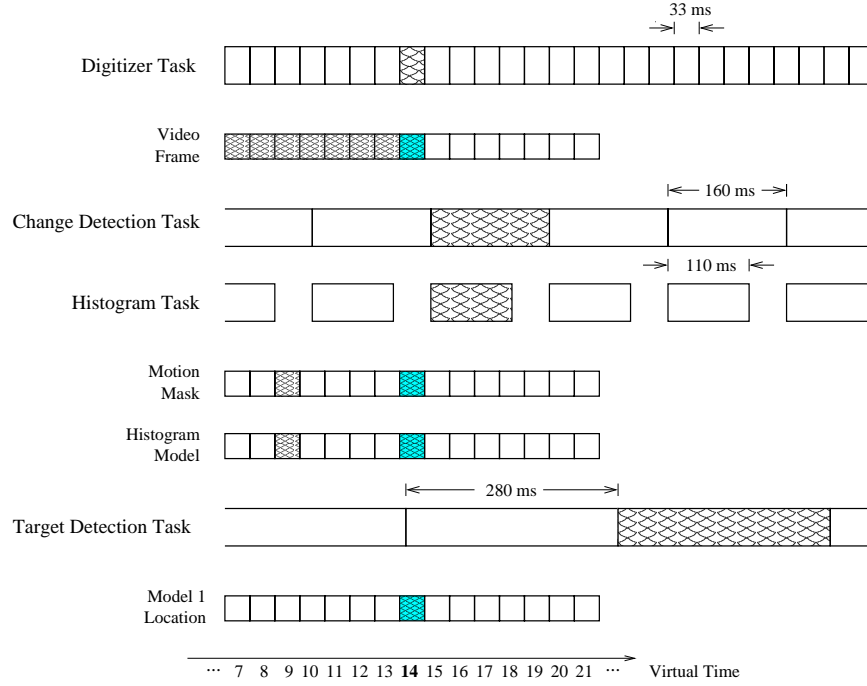 33 ms
Digitizer Task
Video
Frame
160 ms
Change Detection Task
110 ms
Histogram Task
Motion
Mask
Histogram
Model
280 ms
Target Detection Task
Model 1
Location
... 7 8 9 10 11 12 13 14 15 16 17 18 19 20 21 ... Virtual Time